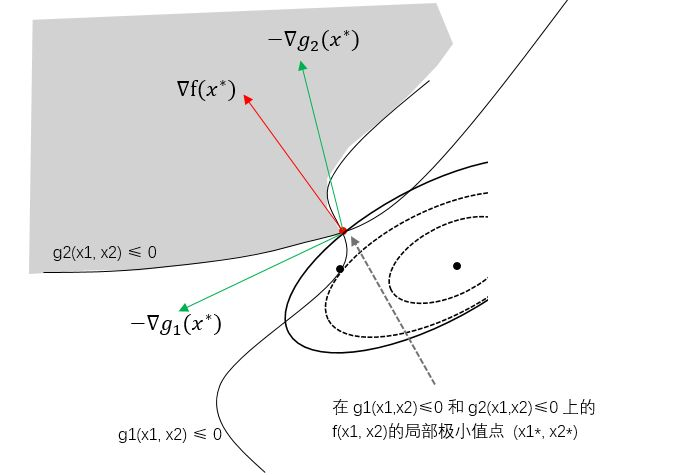 −∇g₂(x*)
∇f(x*)
g2(x1, x2) ≤ 0
−∇g₁(x*)
在 g1(x1,x2)≤0 和 g2(x1,x2)≤0 上的
f(x1, x2)的局部极小值点 (x1*, x2*)
g1(x1, x2) ≤ 0